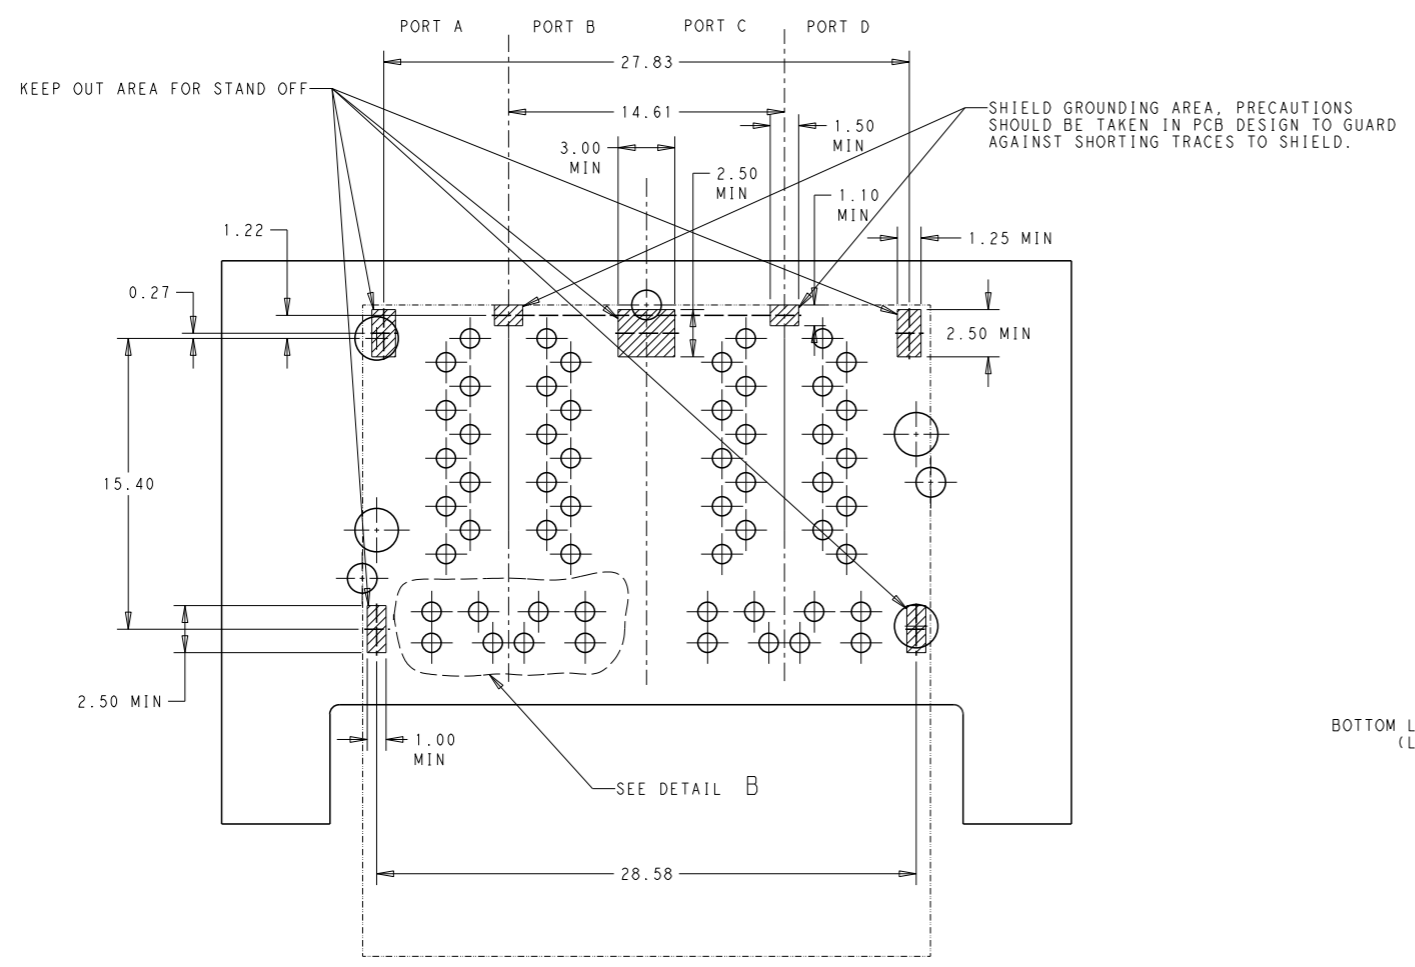 PORT A
PORT B
PORT C
PORT D
27.83
KEEP OUT AREA FOR STAND OFF
14.61
SHIELD GROUNDING AREA, PRECAUTIONS
SHOULD BE TAKEN IN PCB DESIGN TO GUARD
AGAINST SHORTING TRACES TO SHIELD.
1.50
MIN
3.00
MIN
2.50
MIN
1.10
MIN
1.22
1.25 MIN
0.27
2.50 MIN
15.40
2.50 MIN
1.00
MIN
BOTTOM L
(L
SEE DETAIL B
28.58